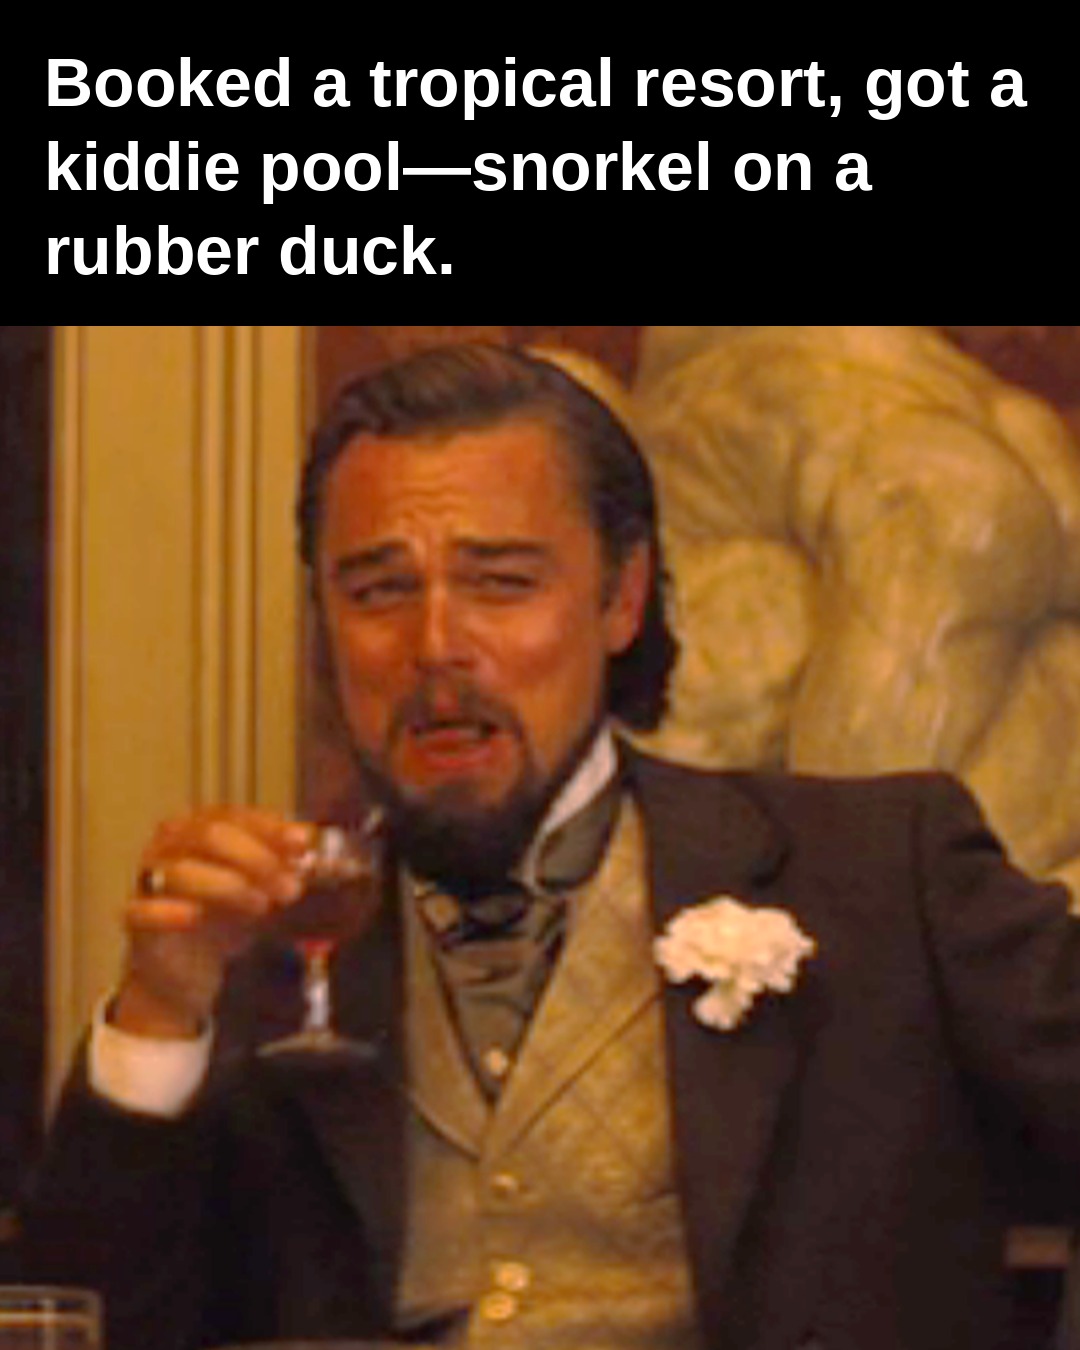 Booked a tropical resort, got a
kiddie pool—snorkel on a
rubber duck.